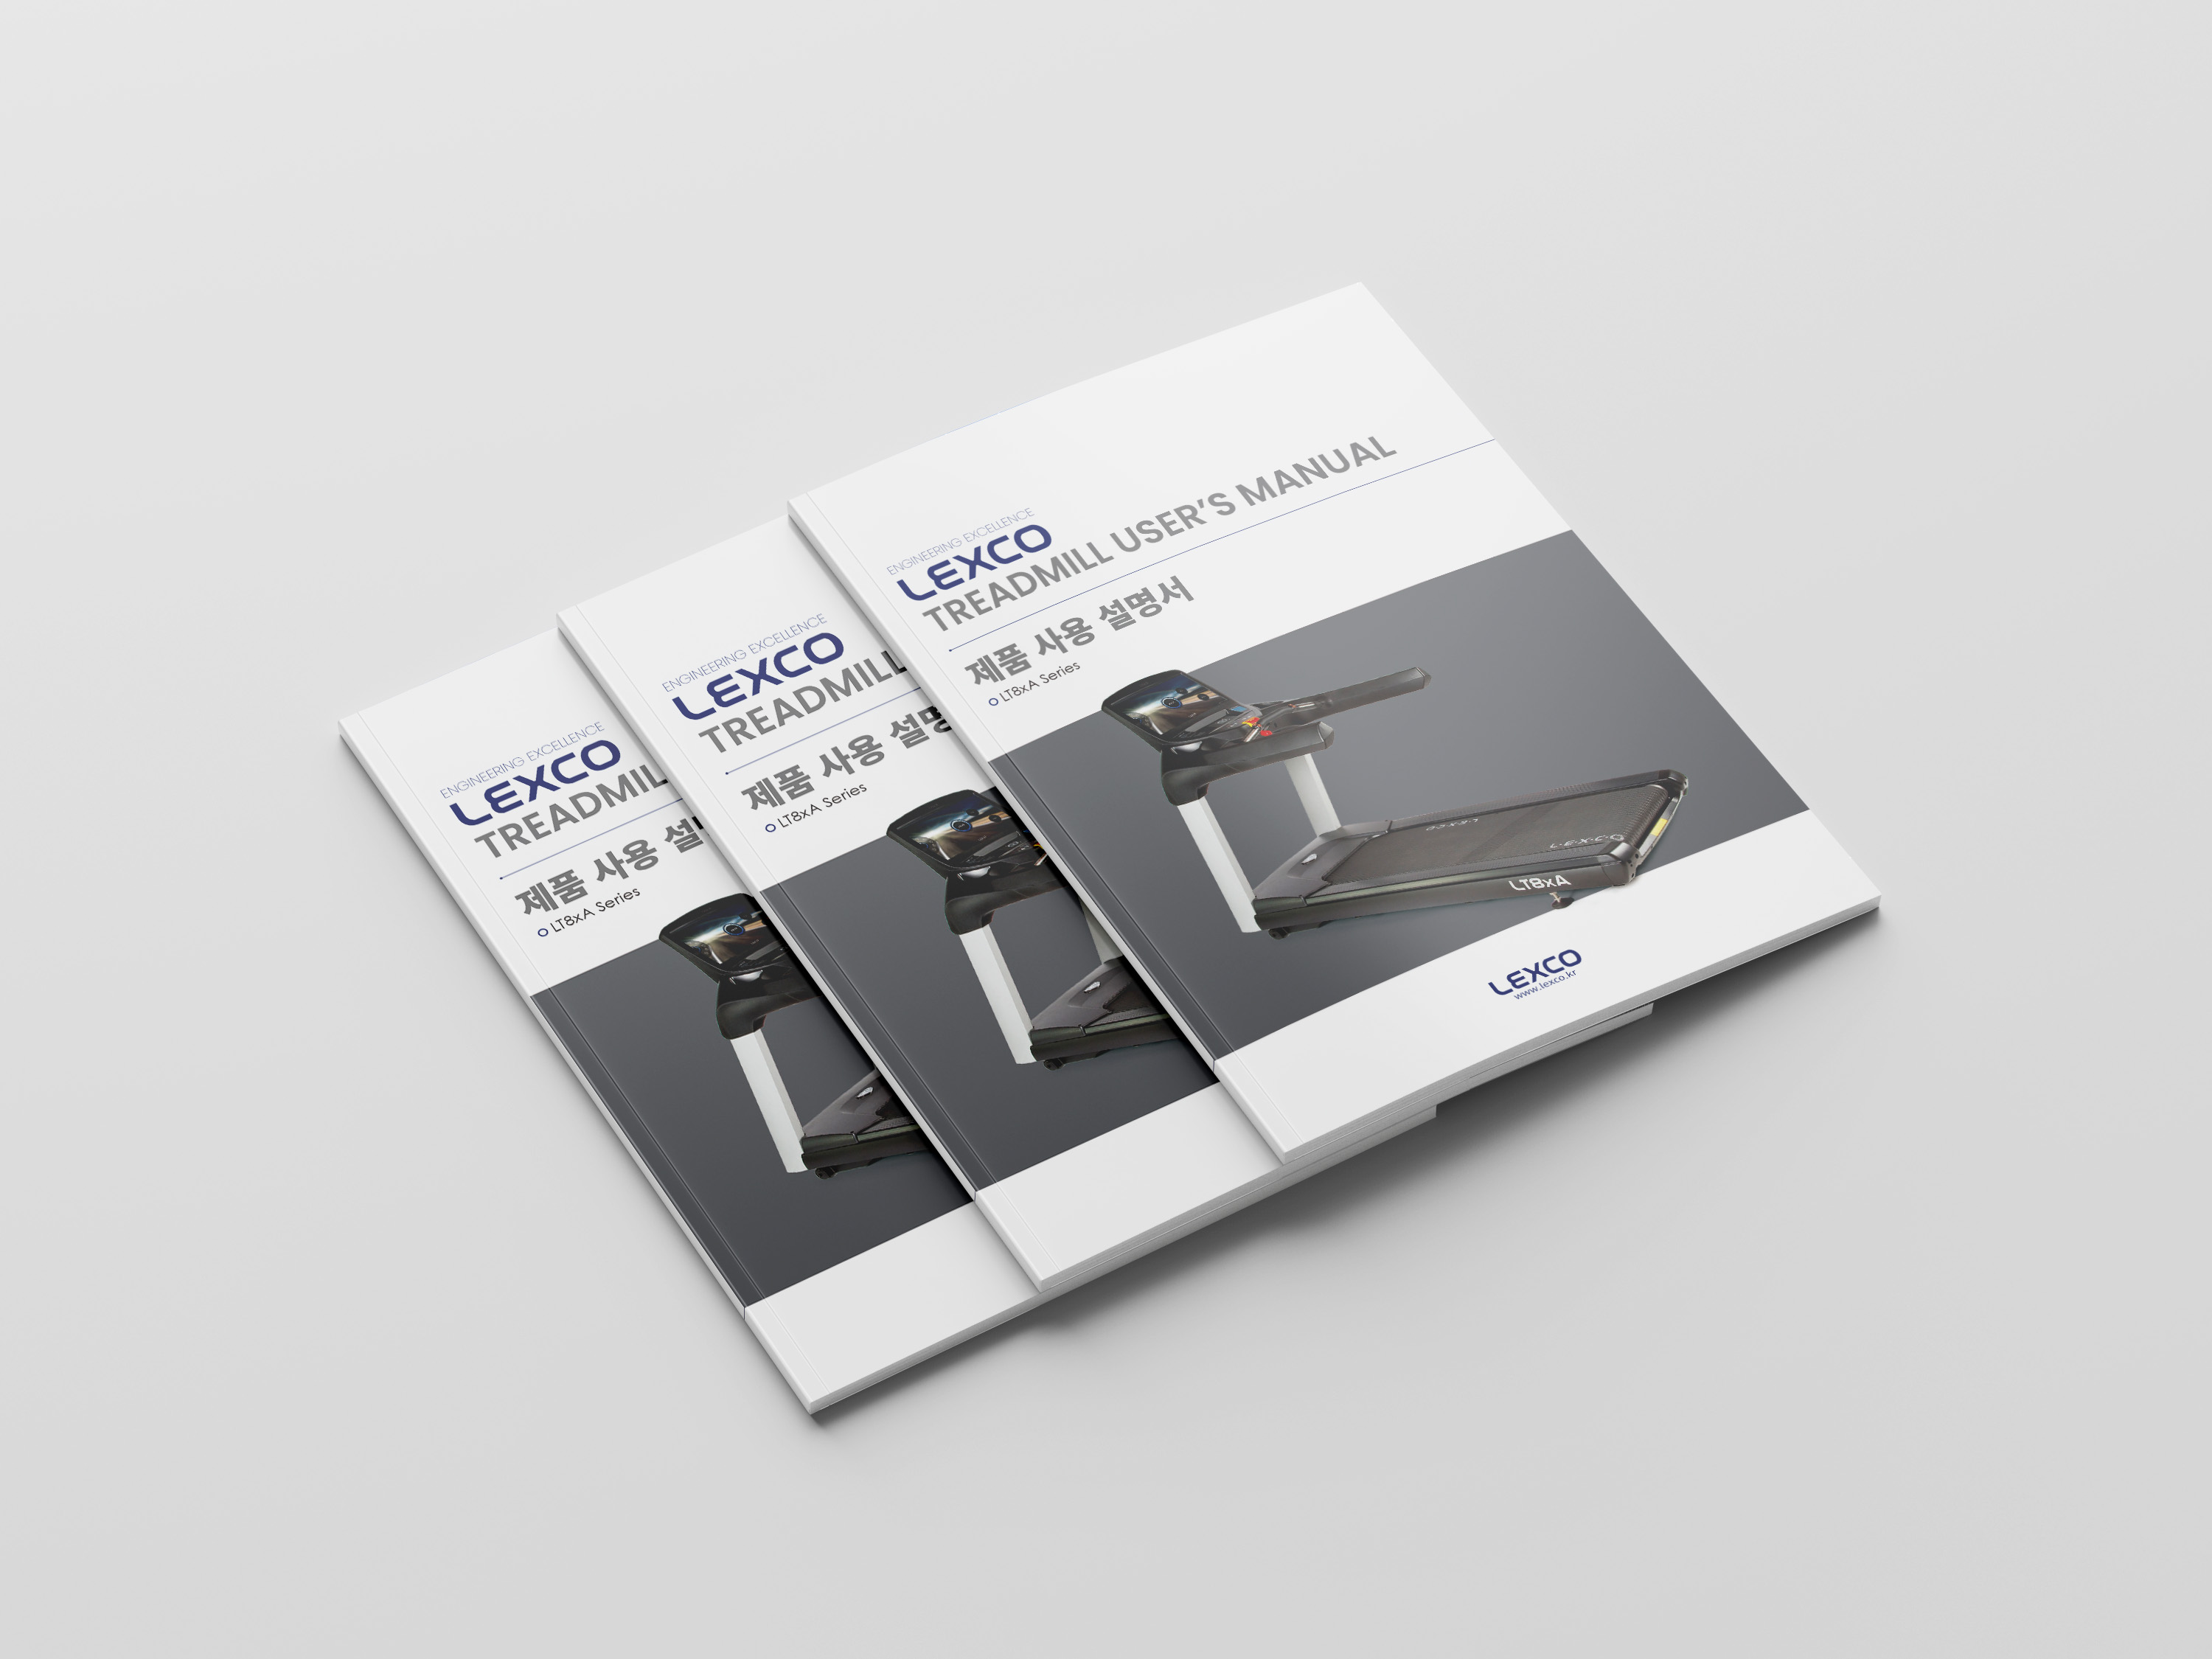 ENGINEERING EXCELLENCE
LEXCO
TREADMILL USER'S MANUAL
제품 사용 설명서
LT8xA Series
LEXCO
LT8xA
LEXCO
www.lexco.kr
ENGINEERING EXCELLENCE
LEXCO
TREADMILL
제품 사용 설명
LT8xA Series
ENGINEERING EXCELLENCE
LEXCO
TREADMIL
제품 사용 설
LT8xA Series